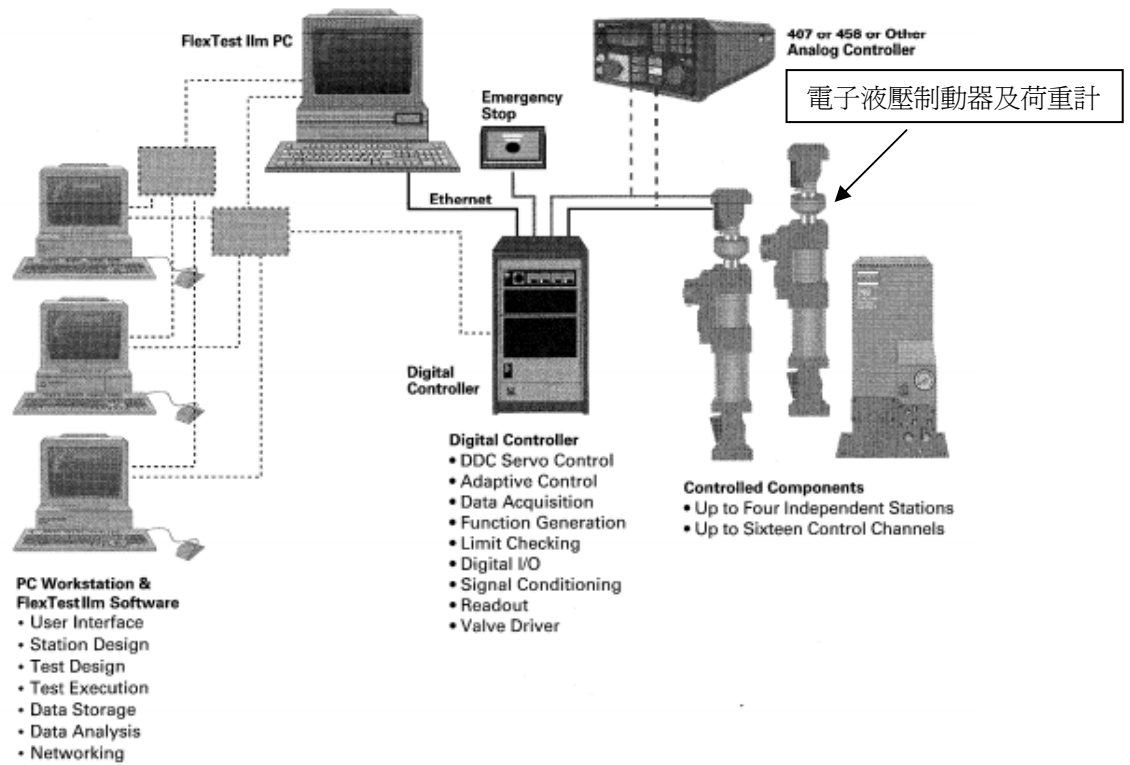 FlexTest IIm PC
407 or 458 or Other
Analog Controller
電子液壓制動器及荷重計
Emergency
Stop
Ethernet
Digital
Controller
Digital Controller
• DDC Servo Control
• Adaptive Control
• Data Acquisition
• Function Generation
• Limit Checking
• Digital I/O
• Signal Conditioning
• Readout
• Valve Driver
Controlled Components
• Up to Four Independent Stations
• Up to Sixteen Control Channels
PC Workstation &
FlexTestIIm Software
• User Interface
• Station Design
• Test Design
• Test Execution
• Data Storage
• Data Analysis
• Networking